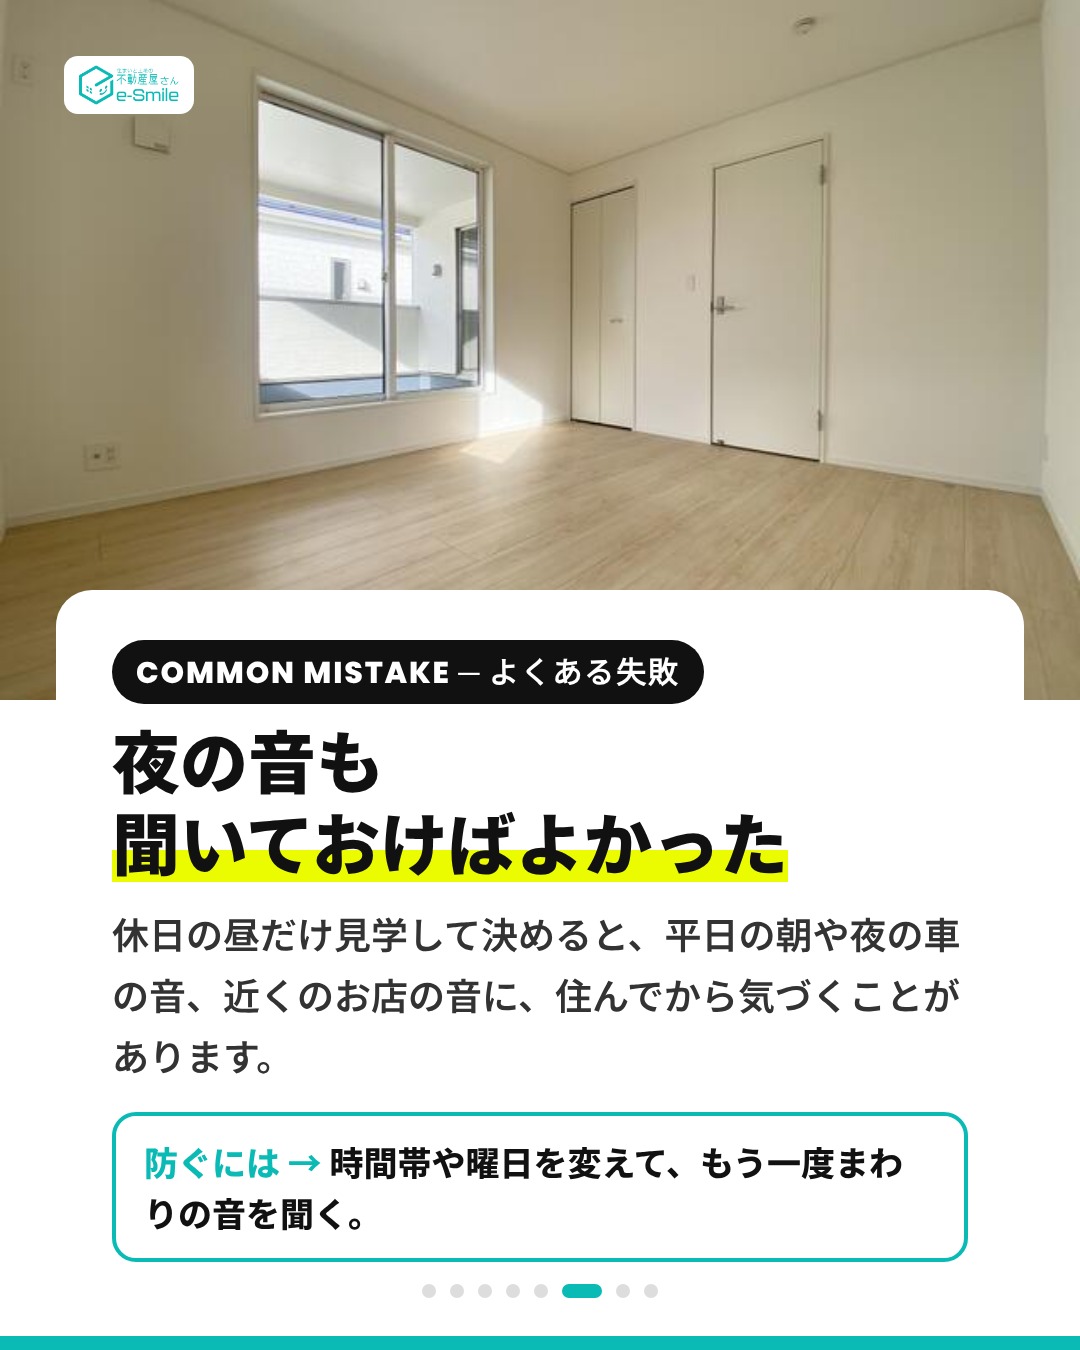 不動産屋さん
e-Smile
COMMON MISTAKE — よくある失敗
夜の音も
聞いておけばよかった
休日の昼だけ見学して決めると、平日の朝や夜の車
の音、近くのお店の音に、住んでから気づくことが
あります。
防ぐには → 時間帯や曜日を変えて、もう一度まわ
りの音を聞く。